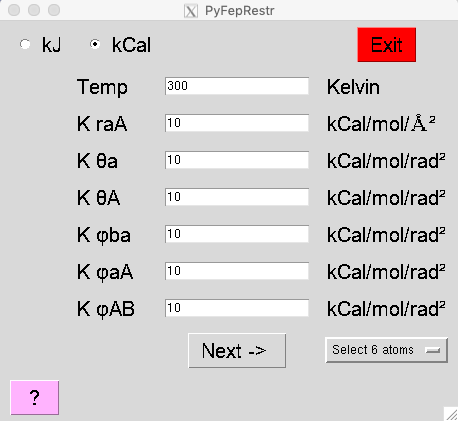 PyFepRestr
kJ kCal Exit
Temp 300 Kelvin
K raA 10 kCal/mol/Å²
K θa 10 kCal/mol/rad²
K θA 10 kCal/mol/rad²
K φba 10 kCal/mol/rad²
K φaA 10 kCal/mol/rad²
K φAB 10 kCal/mol/rad²
Next -> Select 6 atoms
?